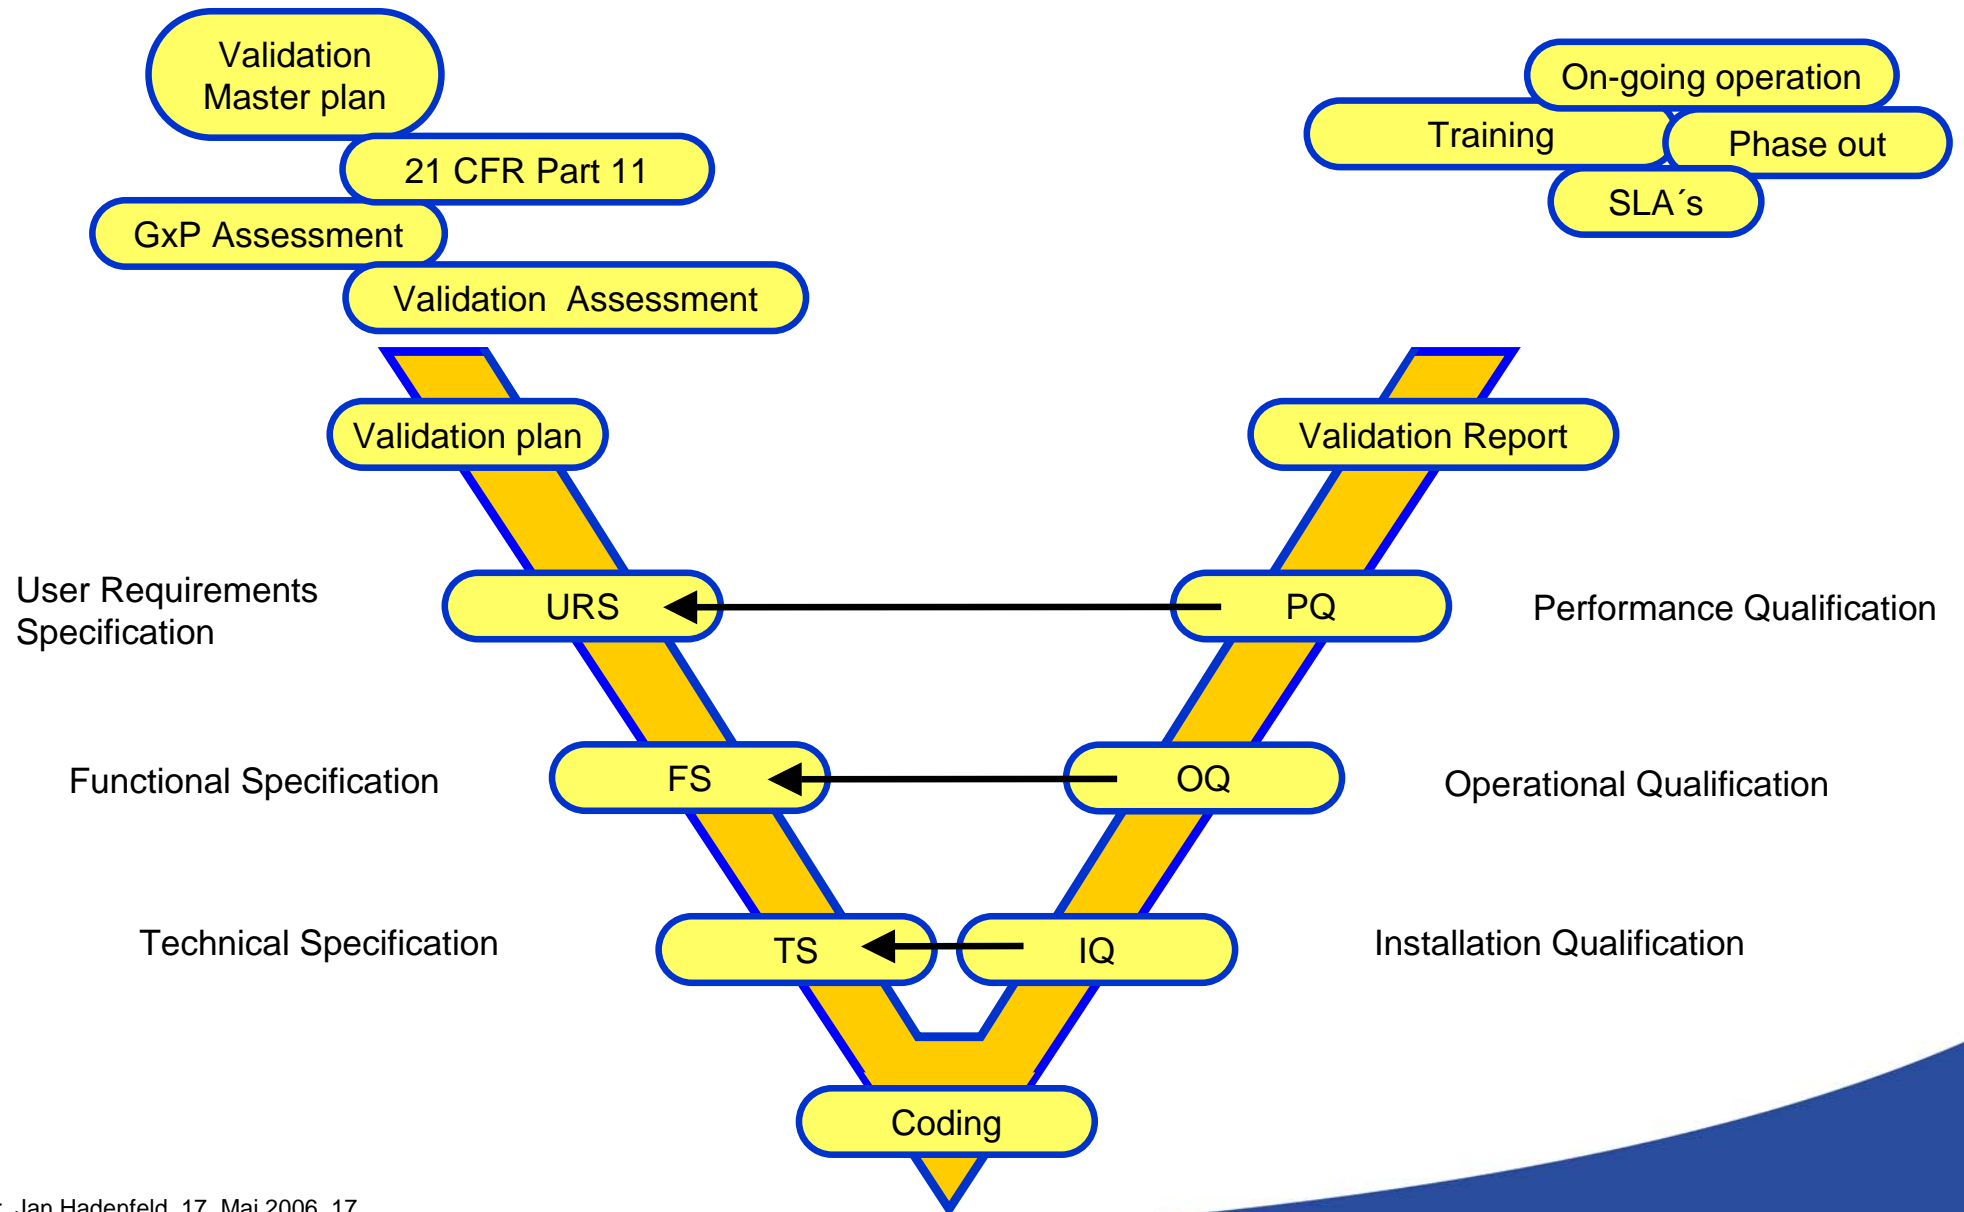 Validation
Master plan
On-going operation
Training
Phase out
21 CFR Part 11
SLA´s
GxP Assessment
Validation Assessment
Validation plan
Validation Report
User Requirements
Specification
URS
PQ
Performance Qualification
Functional Specification
FS
OQ
Operational Qualification
Technical Specification
TS
IQ
Installation Qualification
Coding
Jan Hadenfeld, 17. Mai 2006, 17